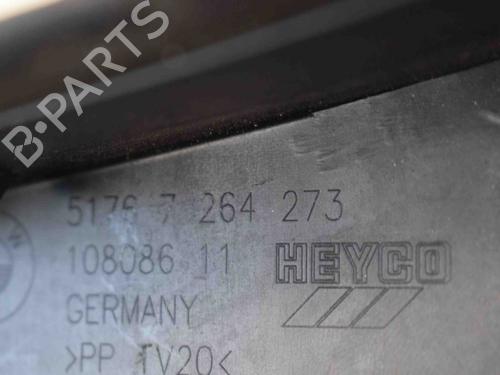 B-PARTS
5176 7 264 273
108086 11 HEYCO
GERMANY
>PP TV20<